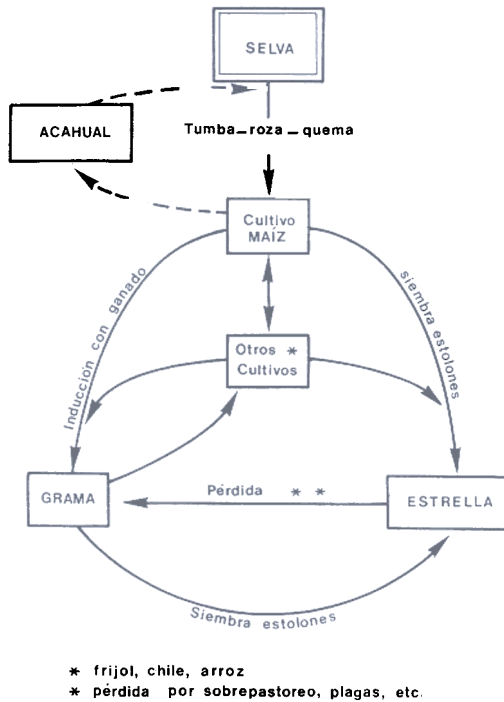 SELVA
ACAHUAL
Tumba–roza–quema
Cultivo
MAÍZ
Inducción con ganado
siembra estolones
Otros *
Cultivos
GRAMA
Pérdida * *
ESTRELLA
Siembra estolones
* frijol, chile, arroz
* pérdida por sobrepastoreo, plagas, etc.